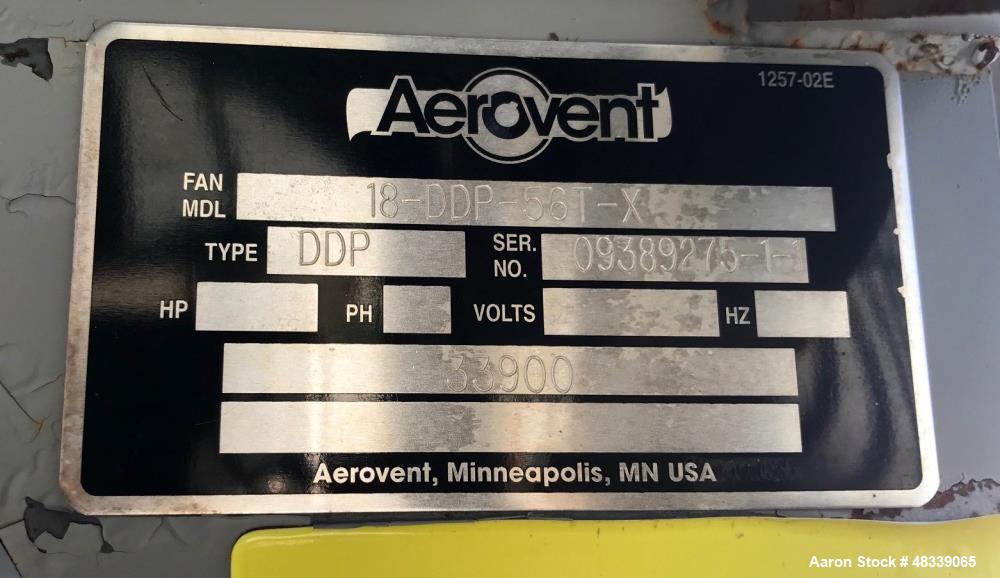 Aerovent
1257-02E
FAN MDL 18-DDP-56T-X
TYPE DDP SER. NO. 09389275-1-1
HP PH VOLTS HZ
33900
Aerovent, Minneapolis, MN USA
Aaron Stock # 48339065